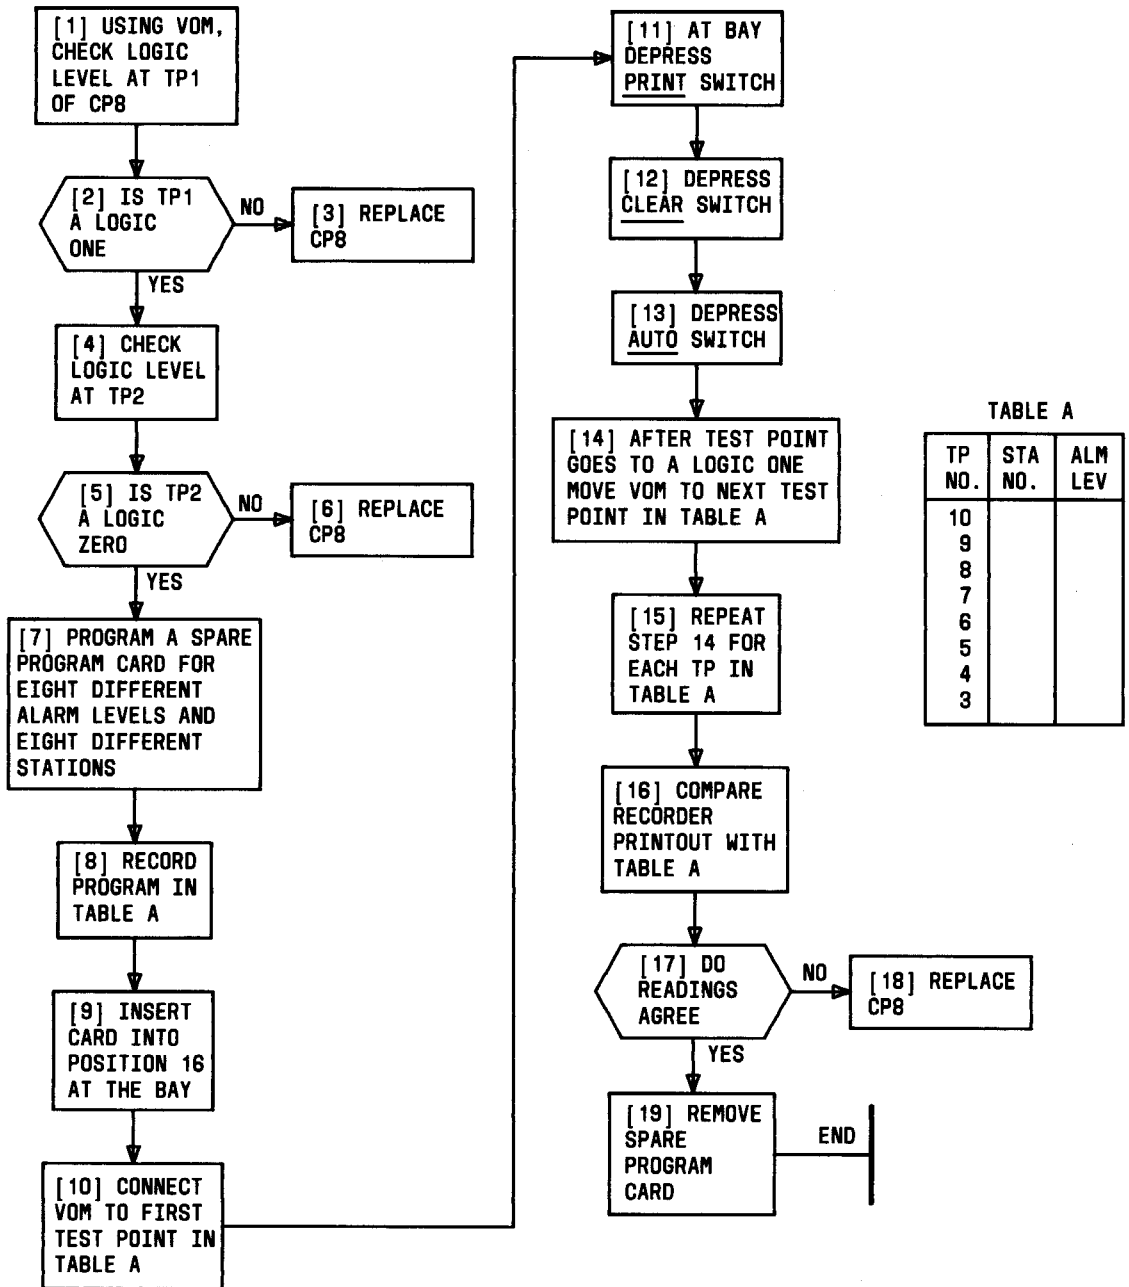 [1] USING VOM,
CHECK LOGIC
LEVEL AT TP1
OF CP8
[2] IS TP1
A LOGIC
ONE
NO
[3] REPLACE
CP8
YES
[4] CHECK
LOGIC LEVEL
AT TP2
[5] IS TP2
A LOGIC
ZERO
NO
[6] REPLACE
CP8
YES
[7] PROGRAM A SPARE
PROGRAM CARD FOR
EIGHT DIFFERENT
ALARM LEVELS AND
EIGHT DIFFERENT
STATIONS
[8] RECORD
PROGRAM IN
TABLE A
[9] INSERT
CARD INTO
POSITION 16
AT THE BAY
[10] CONNECT
VOM TO FIRST
TEST POINT IN
TABLE A
[11] AT BAY
DEPRESS
PRINT SWITCH
[12] DEPRESS
CLEAR SWITCH
[13] DEPRESS
AUTO SWITCH
[14] AFTER TEST POINT
GOES TO A LOGIC ONE
MOVE VOM TO NEXT TEST
POINT IN TABLE A
[15] REPEAT
STEP 14 FOR
EACH TP IN
TABLE A
[16] COMPARE
RECORDER
PRINTOUT WITH
TABLE A
[17] DO
READINGS
AGREE
NO
[18] REPLACE
CP8
YES
[19] REMOVE
SPARE
PROGRAM
CARD
END
TABLE A
TP STA ALM
NO. NO. LEV
10
9
8
7
6
5
4
3